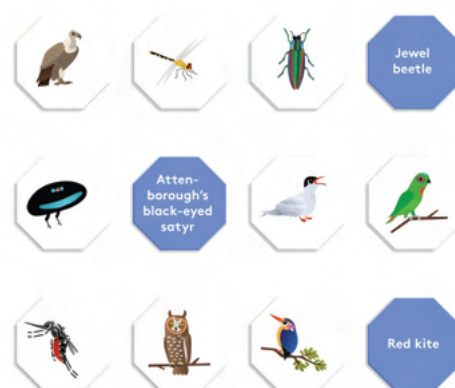 Jewel
beetle
Atten-
borough's
black-eyed
satyr
Red kite